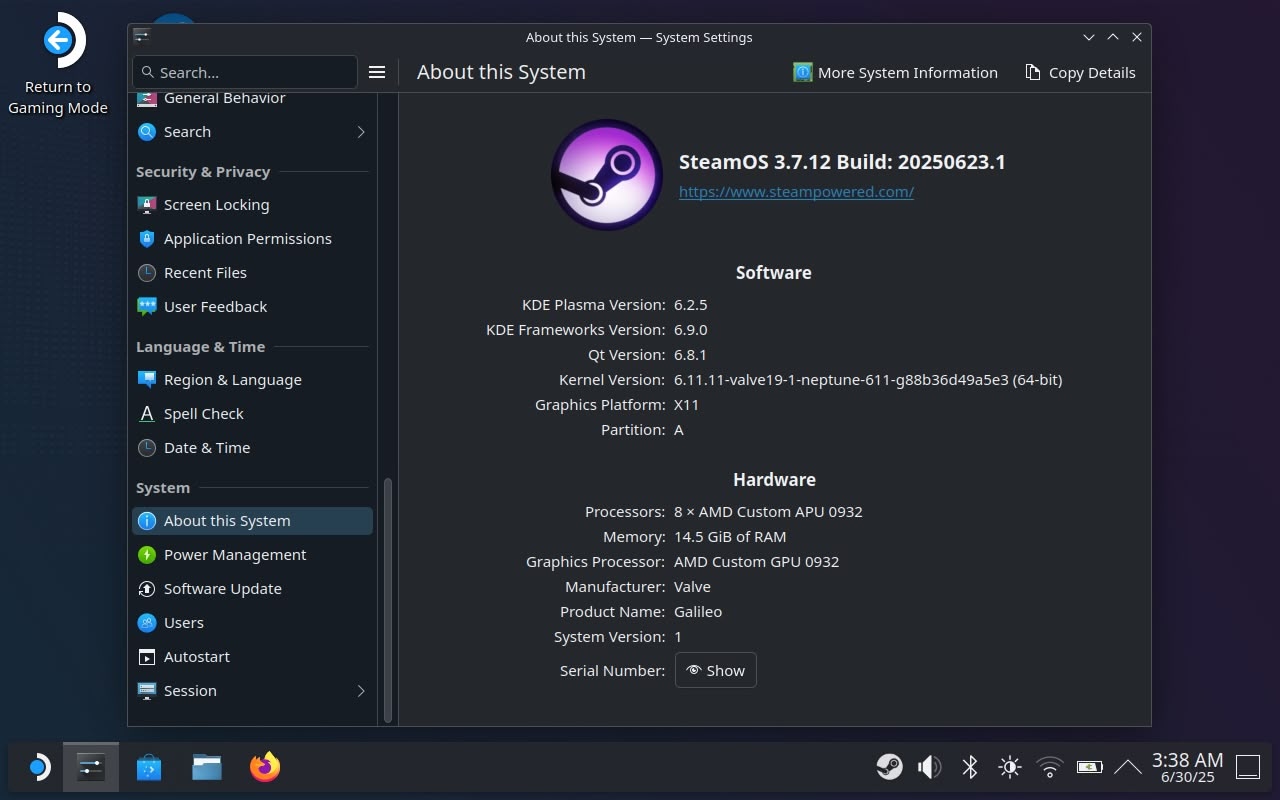 Return to
Gaming Mode
About this System — System Settings
Search...
About this System
More System Information
Copy Details
General Behavior
Search
Security & Privacy
Screen Locking
Application Permissions
Recent Files
User Feedback
Language & Time
Region & Language
Spell Check
Date & Time
System
About this System
Power Management
Software Update
Users
Autostart
Session
SteamOS 3.7.12 Build: 20250623.1
https://www.steampowered.com/
Software
KDE Plasma Version: 6.2.5
KDE Frameworks Version: 6.9.0
Qt Version: 6.8.1
Kernel Version: 6.11.11-valve19-1-neptune-611-g88b36d49a5e3 (64-bit)
Graphics Platform: X11
Partition: A
Hardware
Processors: 8 × AMD Custom APU 0932
Memory: 14.5 GiB of RAM
Graphics Processor: AMD Custom GPU 0932
Manufacturer: Valve
Product Name: Galileo
System Version: 1
Serial Number: Show
3:38 AM
6/30/25